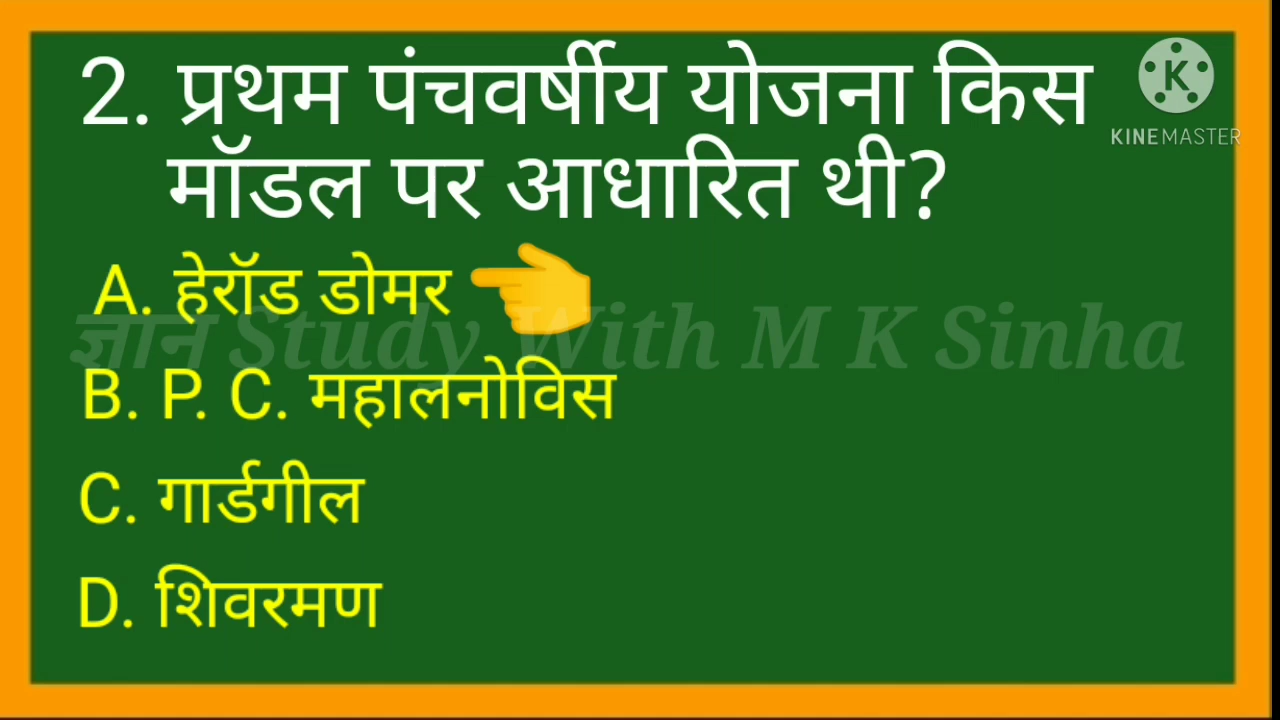 2. प्रथम पंचवर्षीय योजना किस
मॉडल पर आधारित थी?
KINEMASTER
A. हेरॉड डोमर
ज्ञान Study With M K Sinha
B. P. C. महालनोविस
C. गार्डगील
D. शिवरमण